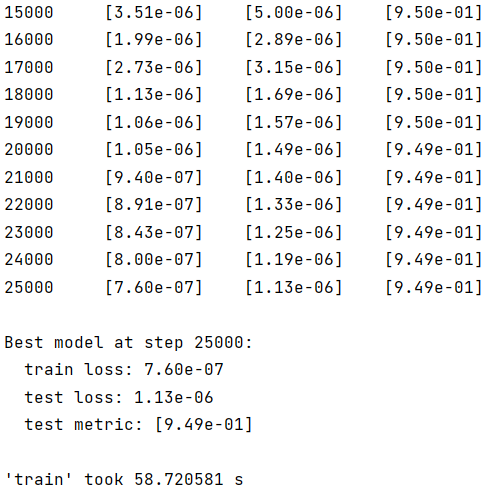 15000     [3.51e-06]    [5.00e-06]    [9.50e-01]
16000     [1.99e-06]    [2.89e-06]    [9.50e-01]
17000     [2.73e-06]    [3.15e-06]    [9.50e-01]
18000     [1.13e-06]    [1.69e-06]    [9.50e-01]
19000     [1.06e-06]    [1.57e-06]    [9.50e-01]
20000     [1.05e-06]    [1.49e-06]    [9.49e-01]
21000     [9.40e-07]    [1.40e-06]    [9.49e-01]
22000     [8.91e-07]    [1.33e-06]    [9.49e-01]
23000     [8.43e-07]    [1.25e-06]    [9.49e-01]
24000     [8.00e-07]    [1.19e-06]    [9.49e-01]
25000     [7.60e-07]    [1.13e-06]    [9.49e-01]

Best model at step 25000:
  train loss: 7.60e-07
  test loss: 1.13e-06
  test metric: [9.49e-01]

'train' took 58.720581 s